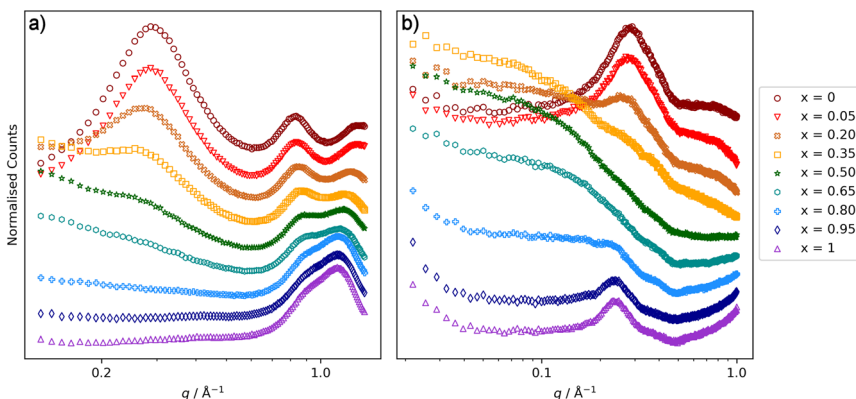 a)
b)
Normalised Counts
0.2
1.0
q / Å⁻¹
0.1
1.0
q / Å⁻¹
x = 0
x = 0.05
x = 0.20
x = 0.35
x = 0.50
x = 0.65
x = 0.80
x = 0.95
x = 1